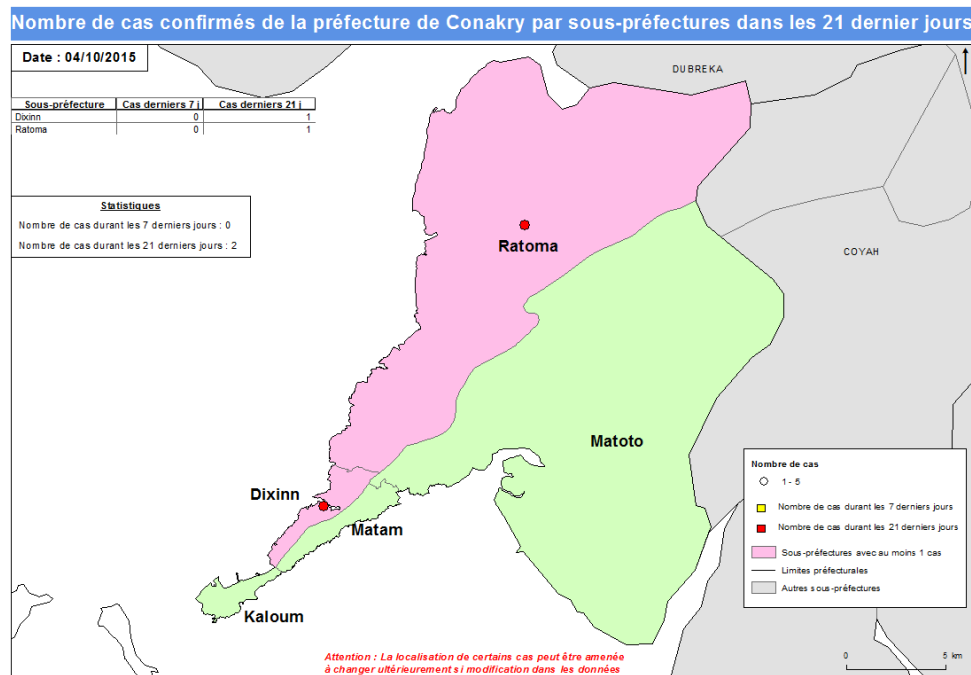 Nombre de cas confirmés de la préfecture de Conakry par sous-préfectures dans les 21 dernier jours
Date : 04/10/2015
Sous-préfecture Cas derniers 7 j Cas derniers 21 j
Dixinn 0 1
Ratoma 0 1
Statistiques
Nombre de cas durant les 7 derniers jours : 0
Nombre de cas durant les 21 derniers jours : 2
DUBREKA
COYAH
Ratoma
Matoto
Dixinn
Matam
Kaloum
Nombre de cas
1 - 5
Nombre de cas durant les 7 derniers jours
Nombre de cas durant les 21 derniers jours
Sous-préfectures avec au moins 1 cas
Limites préfecturales
Autres sous-préfectures
Attention : La localisation de certains cas peut être amenée
à changer ultérieurement si modification dans les données
0 5 km